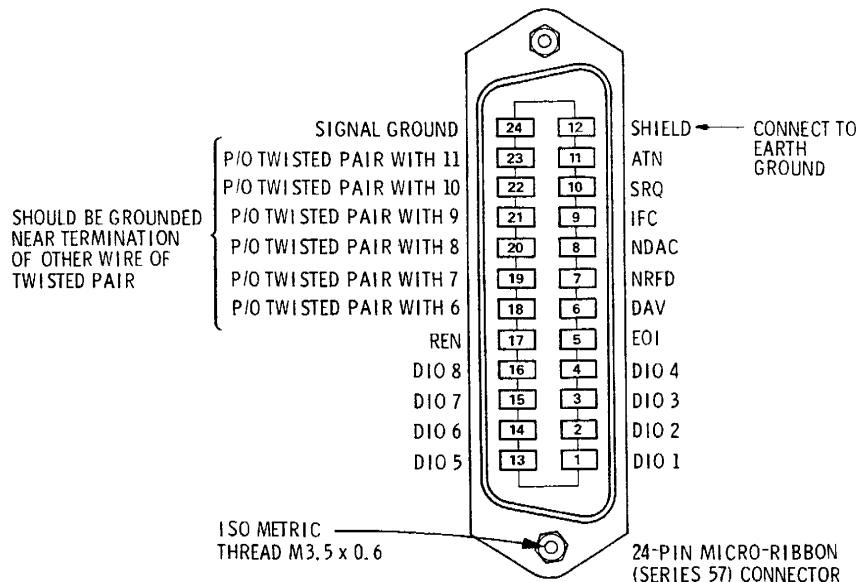 SIGNAL GROUND 24 12 SHIELD CONNECT TO
EARTH
GROUND
P/O TWISTED PAIR WITH 11 23 11 ATN
P/O TWISTED PAIR WITH 10 22 10 SRQ
P/O TWISTED PAIR WITH 9 21 9 IFC
P/O TWISTED PAIR WITH 8 20 8 NDAC
P/O TWISTED PAIR WITH 7 19 7 NRFD
P/O TWISTED PAIR WITH 6 18 6 DAV
SHOULD BE GROUNDED
NEAR TERMINATION
OF OTHER WIRE OF
TWISTED PAIR
REN 17 5 EOI
DIO 8 16 4 DIO 4
DIO 7 15 3 DIO 3
DIO 6 14 2 DIO 2
DIO 5 13 1 DIO 1
ISO METRIC
THREAD M3.5 x 0.6
24-PIN MICRO-RIBBON
(SERIES 57) CONNECTOR